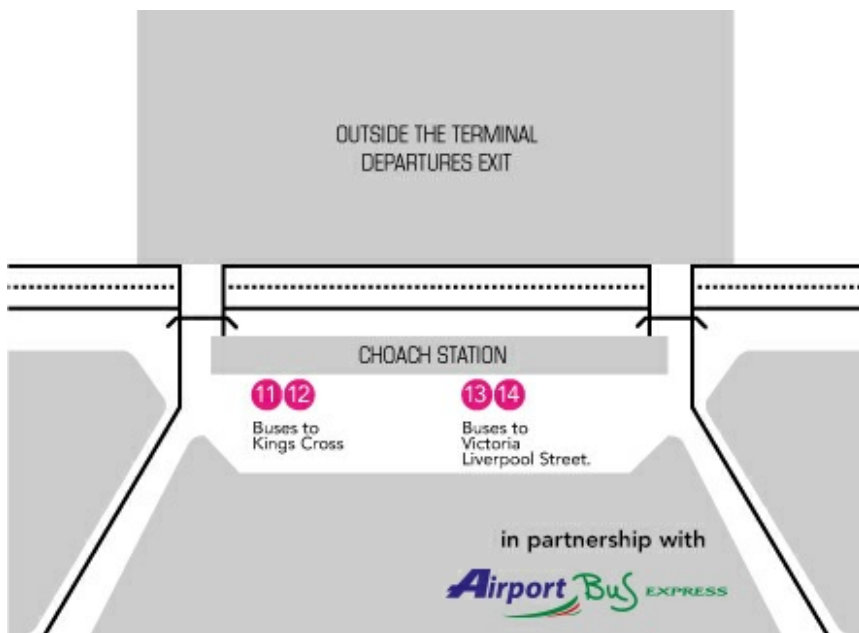 OUTSIDE THE TERMINAL
DEPARTURES EXIT
CHOACH STATION
11 12
Buses to
Kings Cross
13 14
Buses to
Victoria
Liverpool Street.
in partnership with
Airport Bus EXPRESS